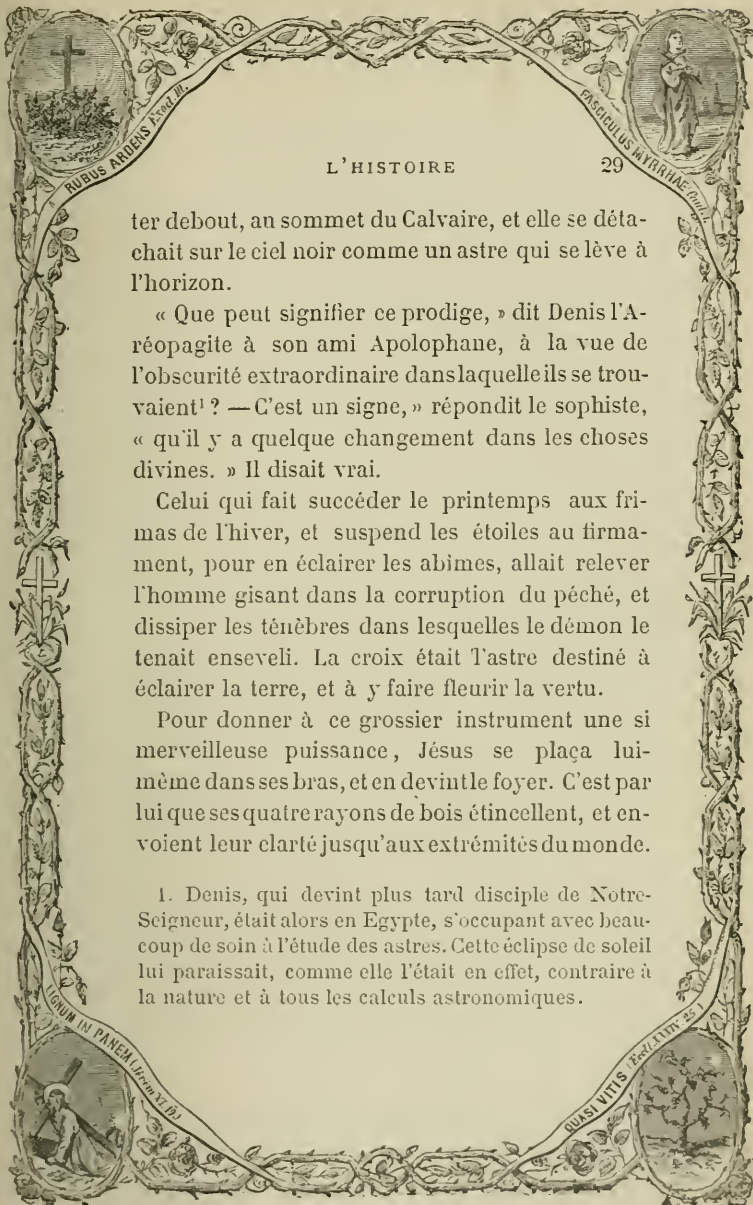 RUBUS ARDENS Exod. III.
FASCICULUS MYRRHAE
L'HISTOIRE 29
ter debout, au sommet du Calvaire, et elle se déta-
chait sur le ciel noir comme un astre qui se lève à
l'horizon.
« Que peut signifier ce prodige, » dit Denis l'A-
réopagite à son ami Apolophane, à la vue de
l'obscurité extraordinaire dans laquelle ils se trou-
vaient¹ ? — C'est un signe, » répondit le sophiste,
« qu'il y a quelque changement dans les choses
divines. » Il disait vrai.
Celui qui fait succéder le printemps aux fri-
mas de l'hiver, et suspend les étoiles au firma-
ment, pour en éclairer les abîmes, allait relever
l'homme gisant dans la corruption du péché, et
dissiper les ténèbres dans lesquelles le démon le
tenait enseveli. La croix était l'astre destiné à
éclairer la terre, et à y faire fleurir la vertu.
Pour donner à ce grossier instrument une si
merveilleuse puissance, Jésus se plaça lui-
même dans ses bras, et en devint le foyer. C'est par
lui que ses quatre rayons de bois étincellent, et en-
voient leur clarté jusqu'aux extrémités du monde.
1. Denis, qui devint plus tard disciple de Notre-
Seigneur, était alors en Egypte, s'occupant avec beau-
coup de soin à l'étude des astres. Cette éclipse de soleil
lui paraissait, comme elle l'était en effet, contraire à
la nature et à tous les calculs astronomiques.
LIGNUM IN PANEM (Jérém XI.19.)
QUASI VITIS (Eccli. XXIV. 25)